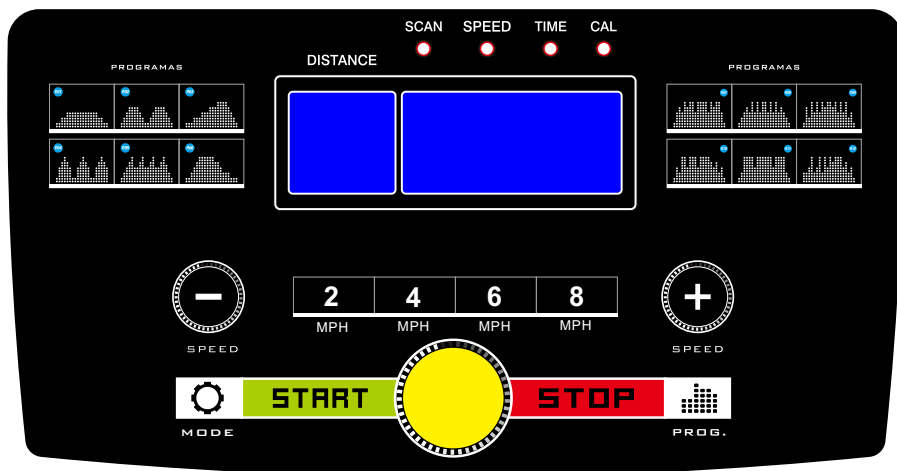 SCAN SPEED TIME CAL
DISTANCE
PROGRAMAS
PROGRAMAS
2 4 6 8
MPH MPH MPH MPH
SPEED
SPEED
START STOP
MODE
PROG.